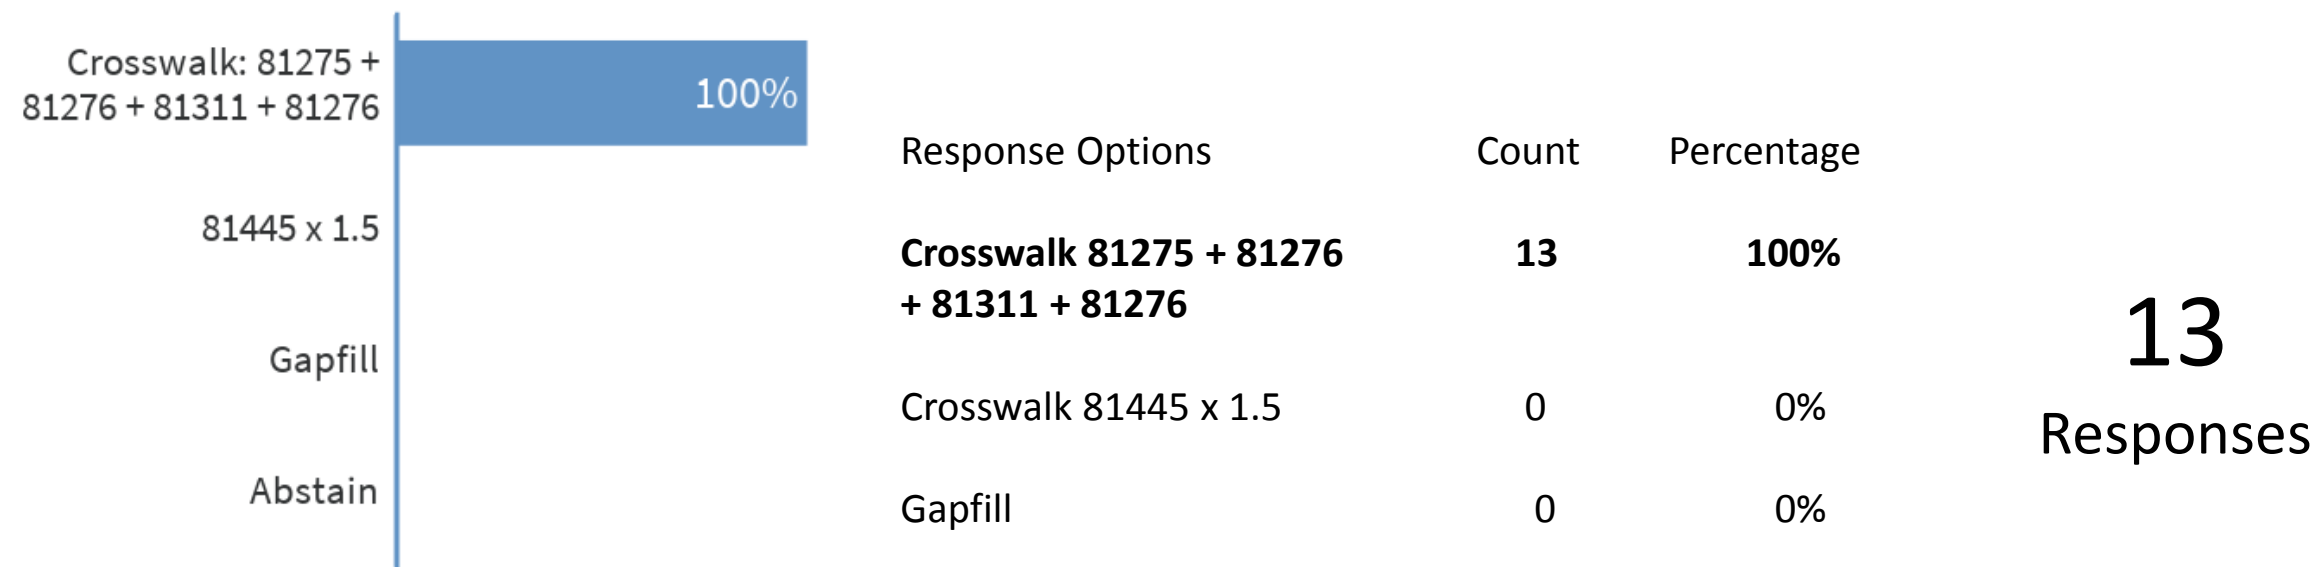 Crosswalk: 81275 +
81276 + 81311 + 81276
100%
81445 x 1.5
Gapfill
Abstain
Response Options Count Percentage
Crosswalk 81275 + 81276 13 100%
+ 81311 + 81276
Crosswalk 81445 x 1.5 0 0%
Gapfill 0 0%
13
Responses